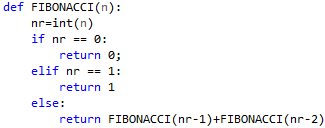 def FIBONACCI(n):
    nr=int(n)
    if nr == 0:
        return 0;
    elif nr == 1:
        return 1
    else:
        return FIBONACCI(nr-1)+FIBONACCI(nr-2)